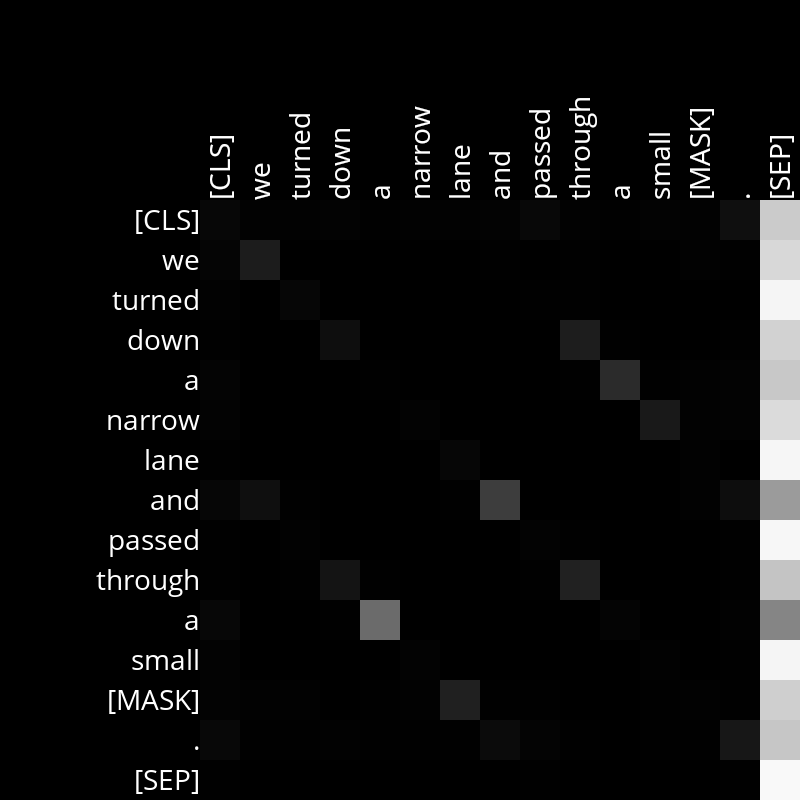 [CLS] we turned down a narrow lane and passed through a small [MASK] . [SEP]
[CLS]
we
turned
down
a
narrow
lane
and
passed
through
a
small
[MASK]
.
[SEP]